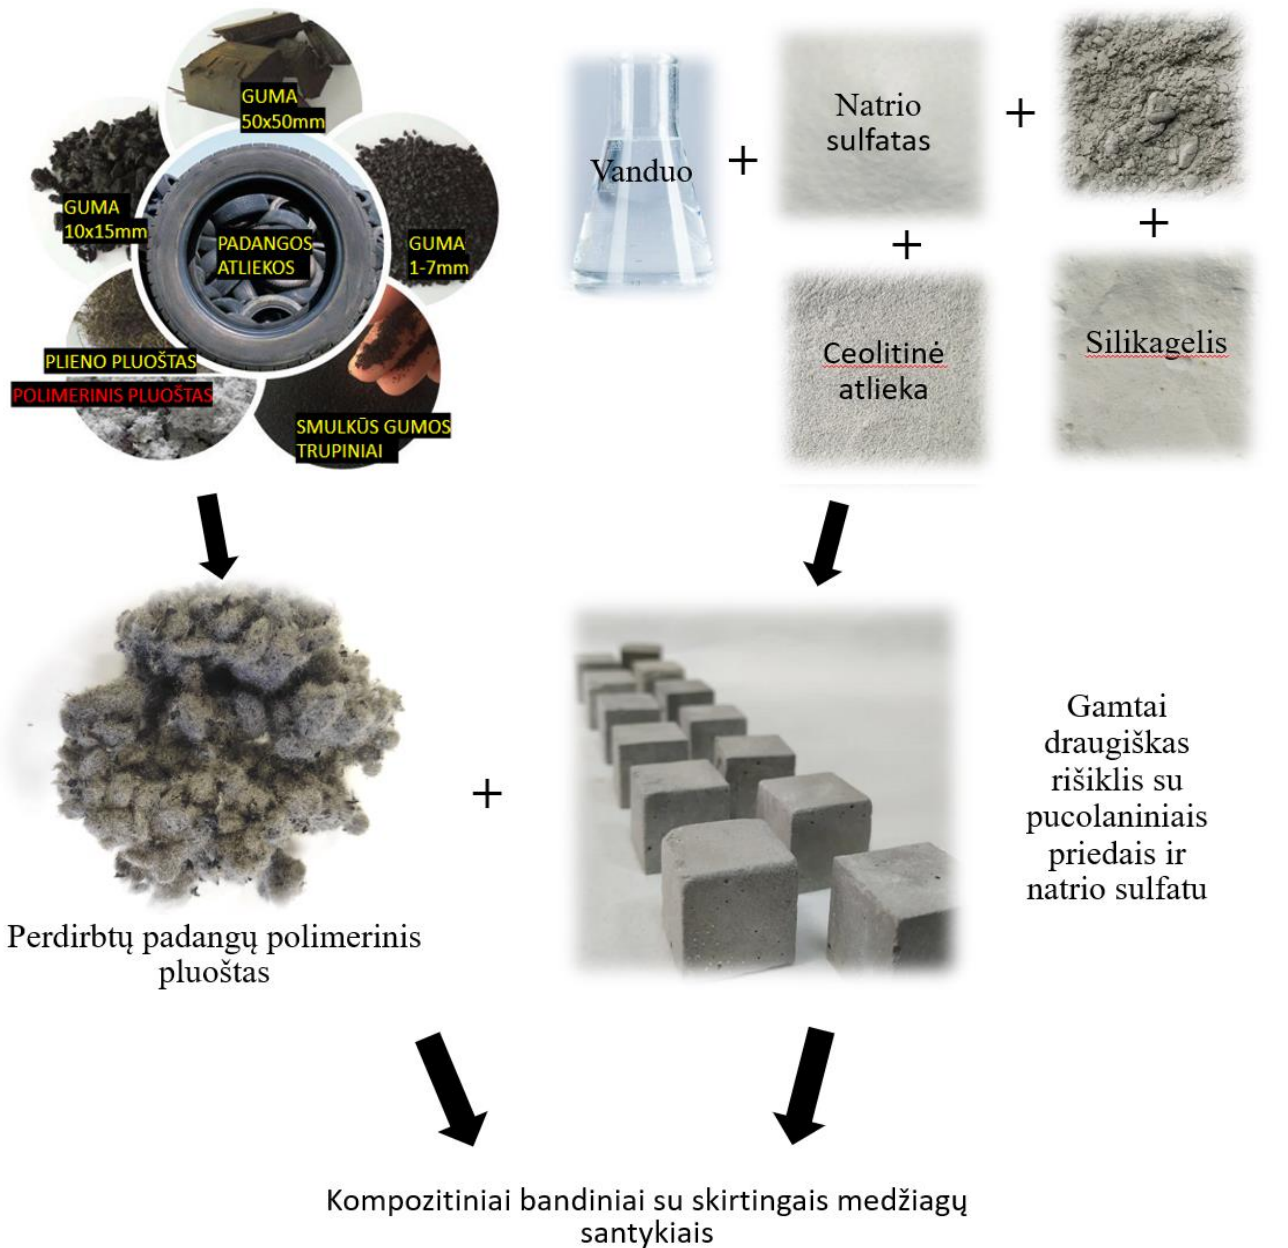 GUMA
50x50mm
GUMA
10x15mm
PADANGOS
ATLIEKOS
GUMA
1-7mm
PLIENO PLUOŠTAS
POLIMERINIS PLUOŠTAS
SMULKŪS GUMOS
TRUPINIAI
Vanduo
+
Natrio
sulfatas
+
+
+
Ceolitinė
atlieka
Silikagelis
Perdirbtų padangų polimerinis
pluoštas
+
Gamtai
draugiškas
rišiklis su
pucolaniniais
priedais ir
natrio sulfatu
Kompozitiniai bandiniai su skirtingais medžiagų
santykiais